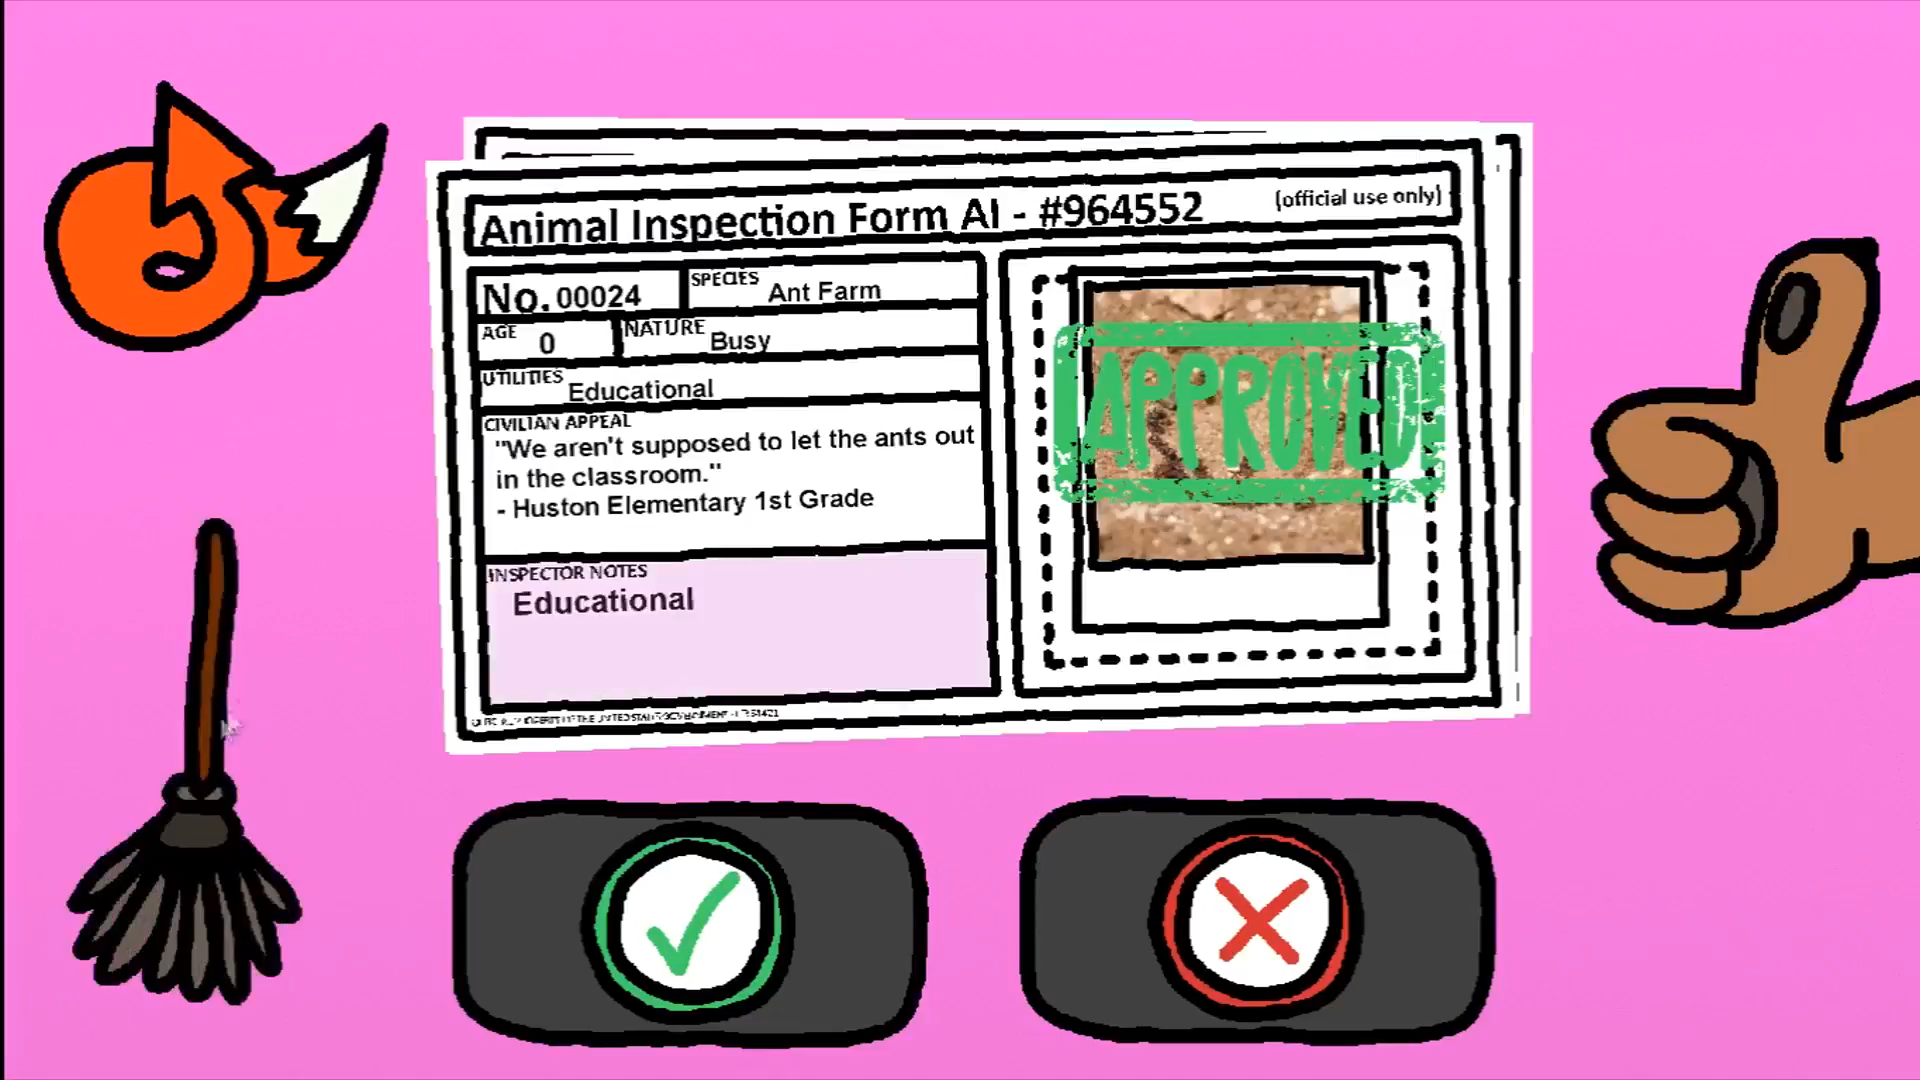 Animal Inspection Form AI - #964552
(official use only)
No. 00024
SPECIES Ant Farm
AGE 0
NATURE Busy
UTILITIES Educational
CIVILIAN APPEAL
"We aren't supposed to let the ants out
in the classroom."
- Huston Elementary 1st Grade
INSPECTOR NOTES
Educational
APPROVED!